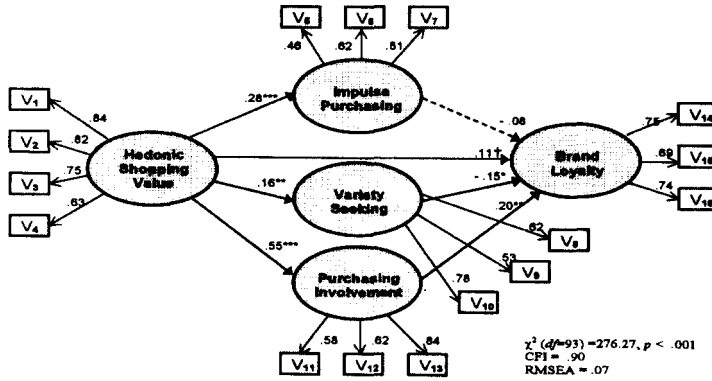 V5
V6
V7
.46
.62
.81
Impulse
Purchasing
V1
.84
.28***
- .08
V2
.82
V3
.75
V4
.63
Hedonic
Shopping
Value
.11†
Brand
Loyalty
.75
V14
.69
V15
.74
V16
.16**
Variety
Seeking
- .15*
.20**
.62
V8
.53
V9
.78
V10
.55***
Purchasing
Involvement
.58
.62
.84
V11
V12
V13
χ² (df=93) =276.27, p < .001
CFI = .90
RMSEA = .07